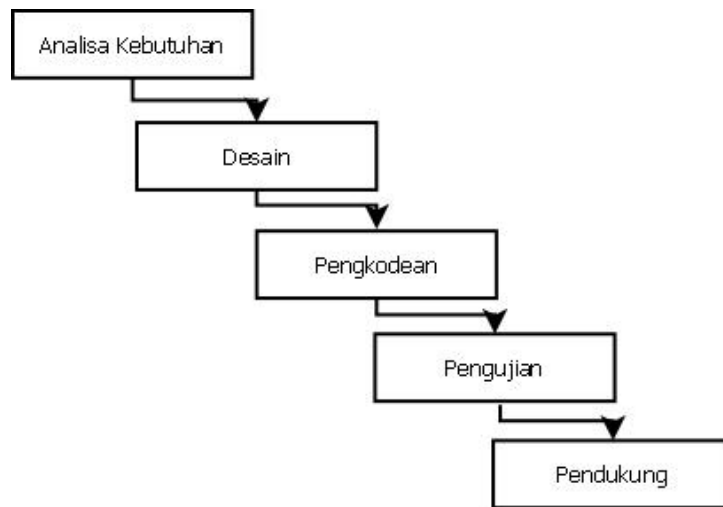 Analisa Kebutuhan
Desain
Pengkodean
Pengujian
Pendukung